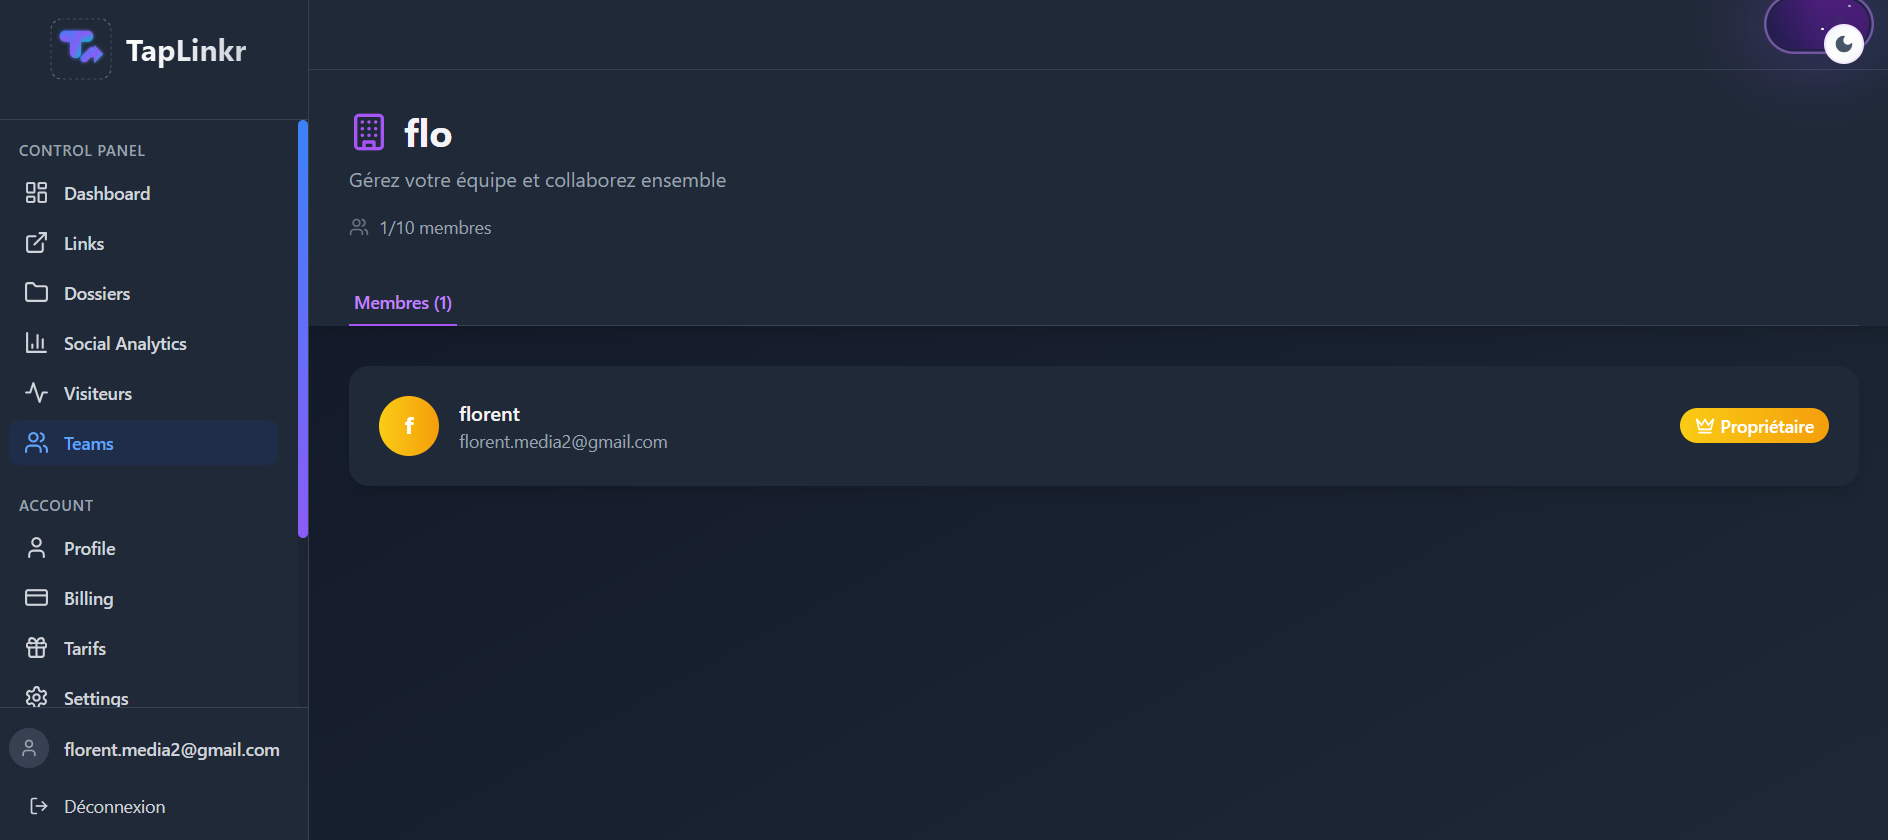 TapLinkr
CONTROL PANEL
Dashboard
Links
Dossiers
Social Analytics
Visiteurs
Teams
ACCOUNT
Profile
Billing
Tarifs
Settings
florent.media2@gmail.com
Déconnexion
flo
Gérez votre équipe et collaborez ensemble
1/10 membres
Membres (1)
f
florent
florent.media2@gmail.com
Propriétaire